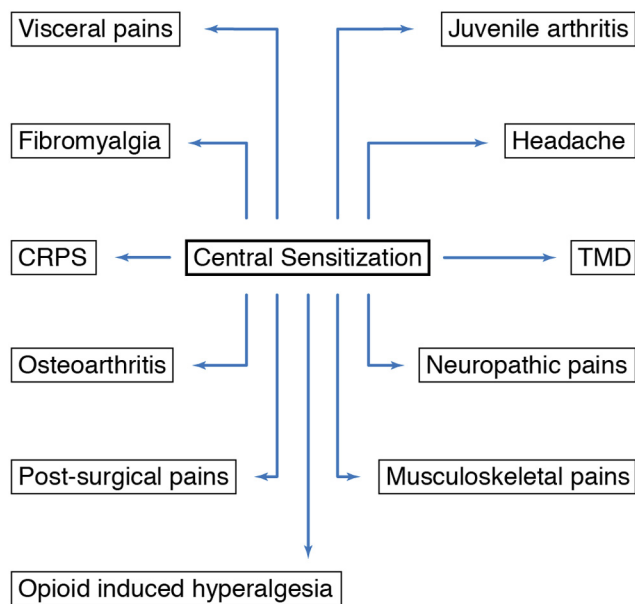 Visceral pains
Juvenile arthritis
Fibromyalgia
Headache
CRPS
Central Sensitization
TMD
Osteoarthritis
Neuropathic pains
Post-surgical pains
Musculoskeletal pains
Opioid induced hyperalgesia